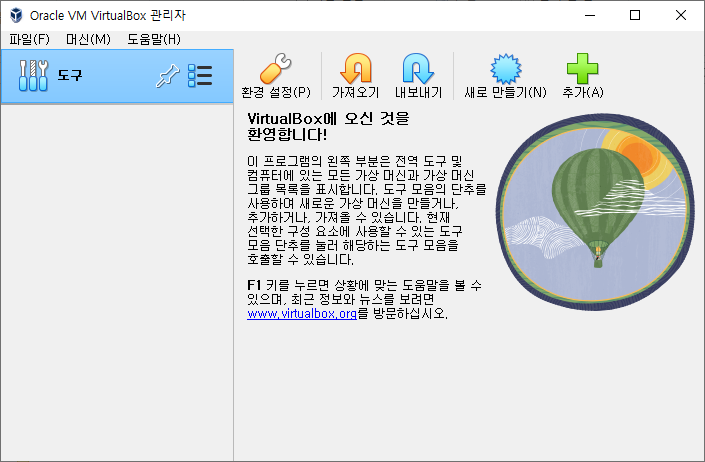 Oracle VM VirtualBox 관리자
파일(F) 머신(M) 도움말(H)
도구
환경 설정(P) 가져오기 내보내기 새로 만들기(N) 추가(A)
VirtualBox에 오신 것을
환영합니다!
이 프로그램의 왼쪽 부분은 전역 도구 및
컴퓨터에 있는 모든 가상 머신과 가상 머신
그룹 목록을 표시합니다. 도구 모음의 단추를
사용하여 새로운 가상 머신을 만들거나,
추가하거나, 가져올 수 있습니다. 현재
선택한 구성 요소에 사용할 수 있는 도구
모음 단추를 눌러 해당하는 도구 모음을
호출할 수 있습니다.
F1 키를 누르면 상황에 맞는 도움말을 볼 수
있으며, 최근 정보와 뉴스를 보려면
www.virtualbox.org를 방문하십시오.